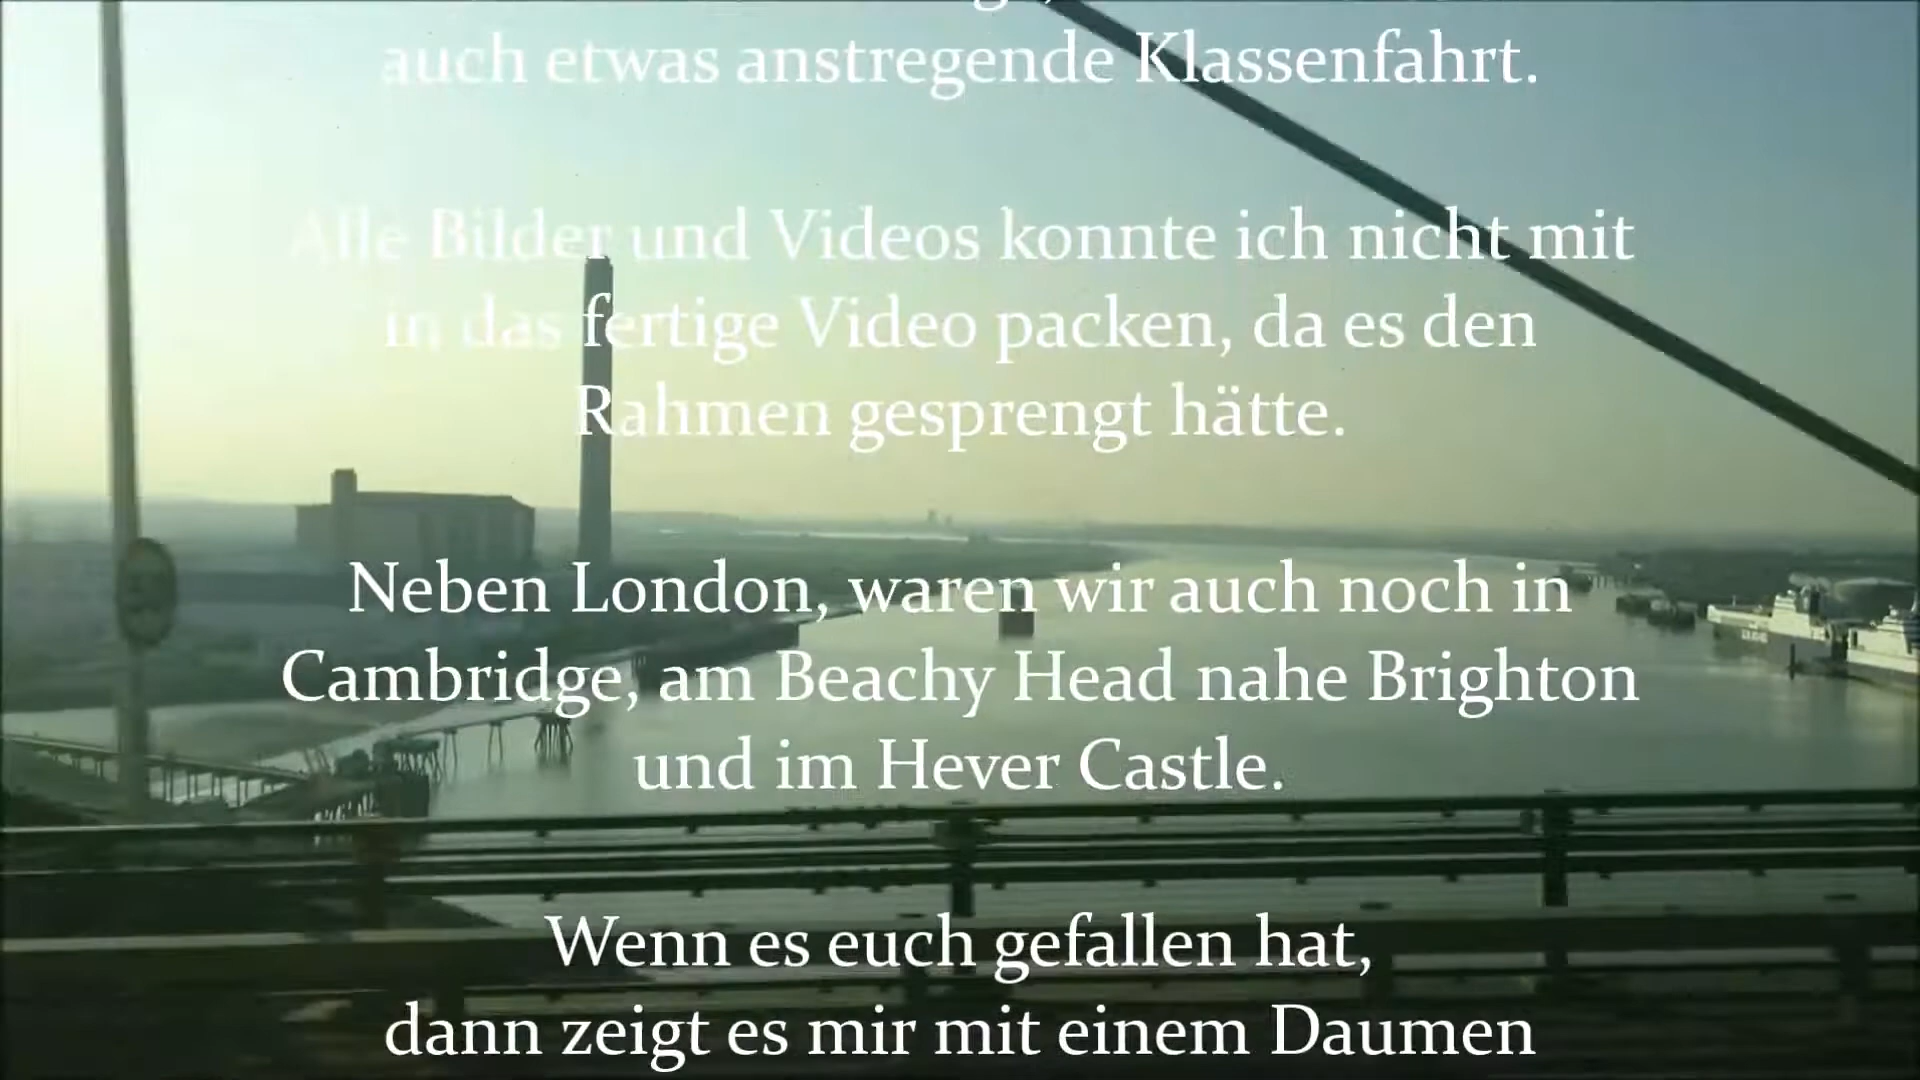 auch etwas anstregende Klassenfahrt.
Alle Bilder und Videos konnte ich nicht mit
in das fertige Video packen, da es den
Rahmen gesprengt hätte.
Neben London, waren wir auch noch in
Cambridge, am Beachy Head nahe Brighton
und im Hever Castle.
Wenn es euch gefallen hat,
dann zeigt es mir mit einem Daumen